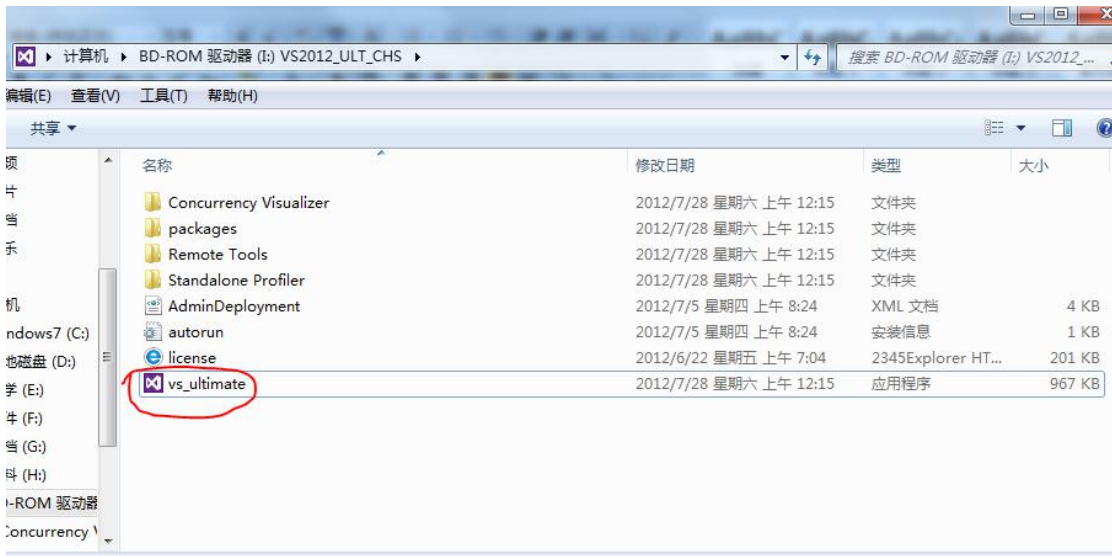 计算机 ▸ BD-ROM 驱动器 (I:) VS2012_ULT_CHS ▸
搜索 BD-ROM 驱动器 (I:) VS2012_...
编辑(E) 查看(V) 工具(T) 帮助(H)
共享
名称 修改日期 类型 大小
Concurrency Visualizer 2012/7/28 星期六 上午 12:15 文件夹
packages 2012/7/28 星期六 上午 12:15 文件夹
Remote Tools 2012/7/28 星期六 上午 12:15 文件夹
Standalone Profiler 2012/7/28 星期六 上午 12:15 文件夹
AdminDeployment 2012/7/5 星期四 上午 8:24 XML 文档 4 KB
autorun 2012/7/5 星期四 上午 8:24 安装信息 1 KB
license 2012/6/22 星期五 上午 7:04 2345Explorer HT... 201 KB
vs_ultimate 2012/7/28 星期六 上午 12:15 应用程序 967 KB
频
片
档
乐
机
ndows7 (C:)
地磁盘 (D:)
学 (E:)
件 (F:)
档 (G:)
料 (H:)
D-ROM 驱动器
Concurrency